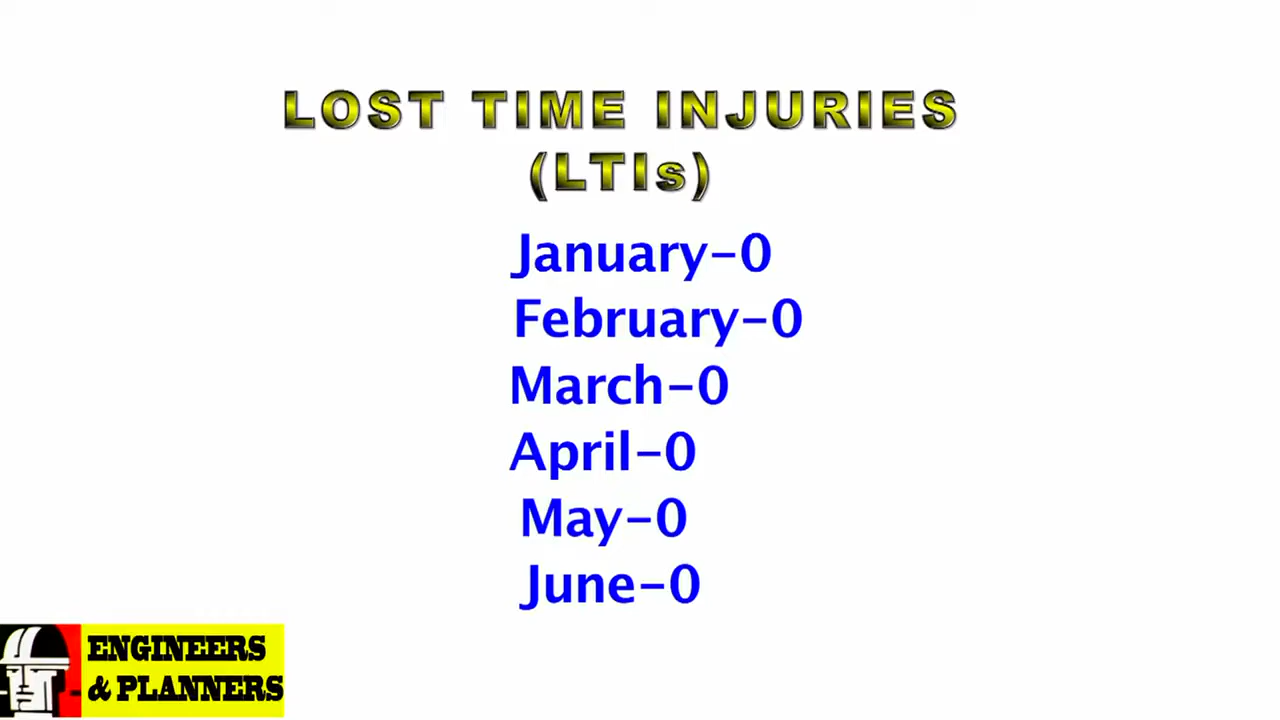 LOST TIME INJURIES
(LTIs)
January-0
February-0
March-0
April-0
May-0
June-0
ENGINEERS
& PLANNERS